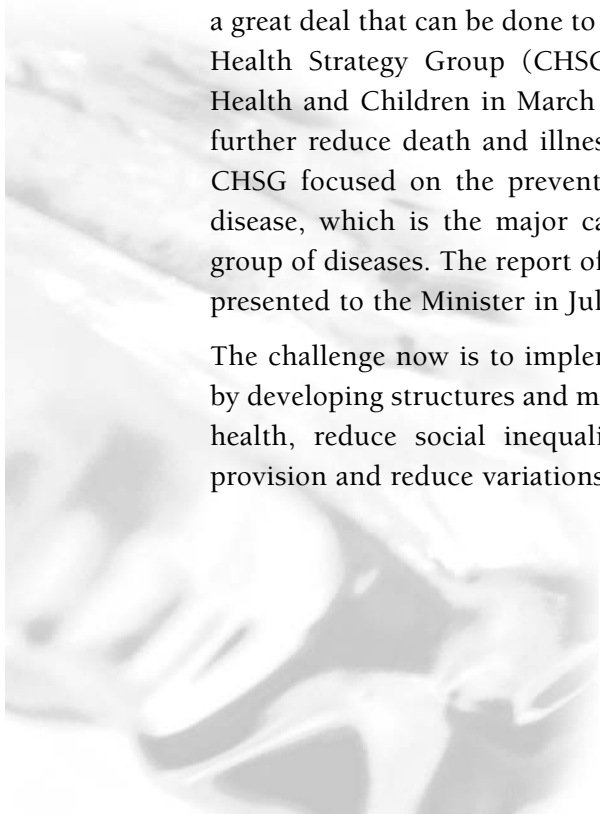 a great deal that can be done to
Health Strategy Group (CHSG
Health and Children in March
further reduce death and illnes
CHSG focused on the prevent
disease, which is the major ca
group of diseases. The report of
presented to the Minister in Jul
The challenge now is to implem
by developing structures and m
health, reduce social inequali
provision and reduce variations